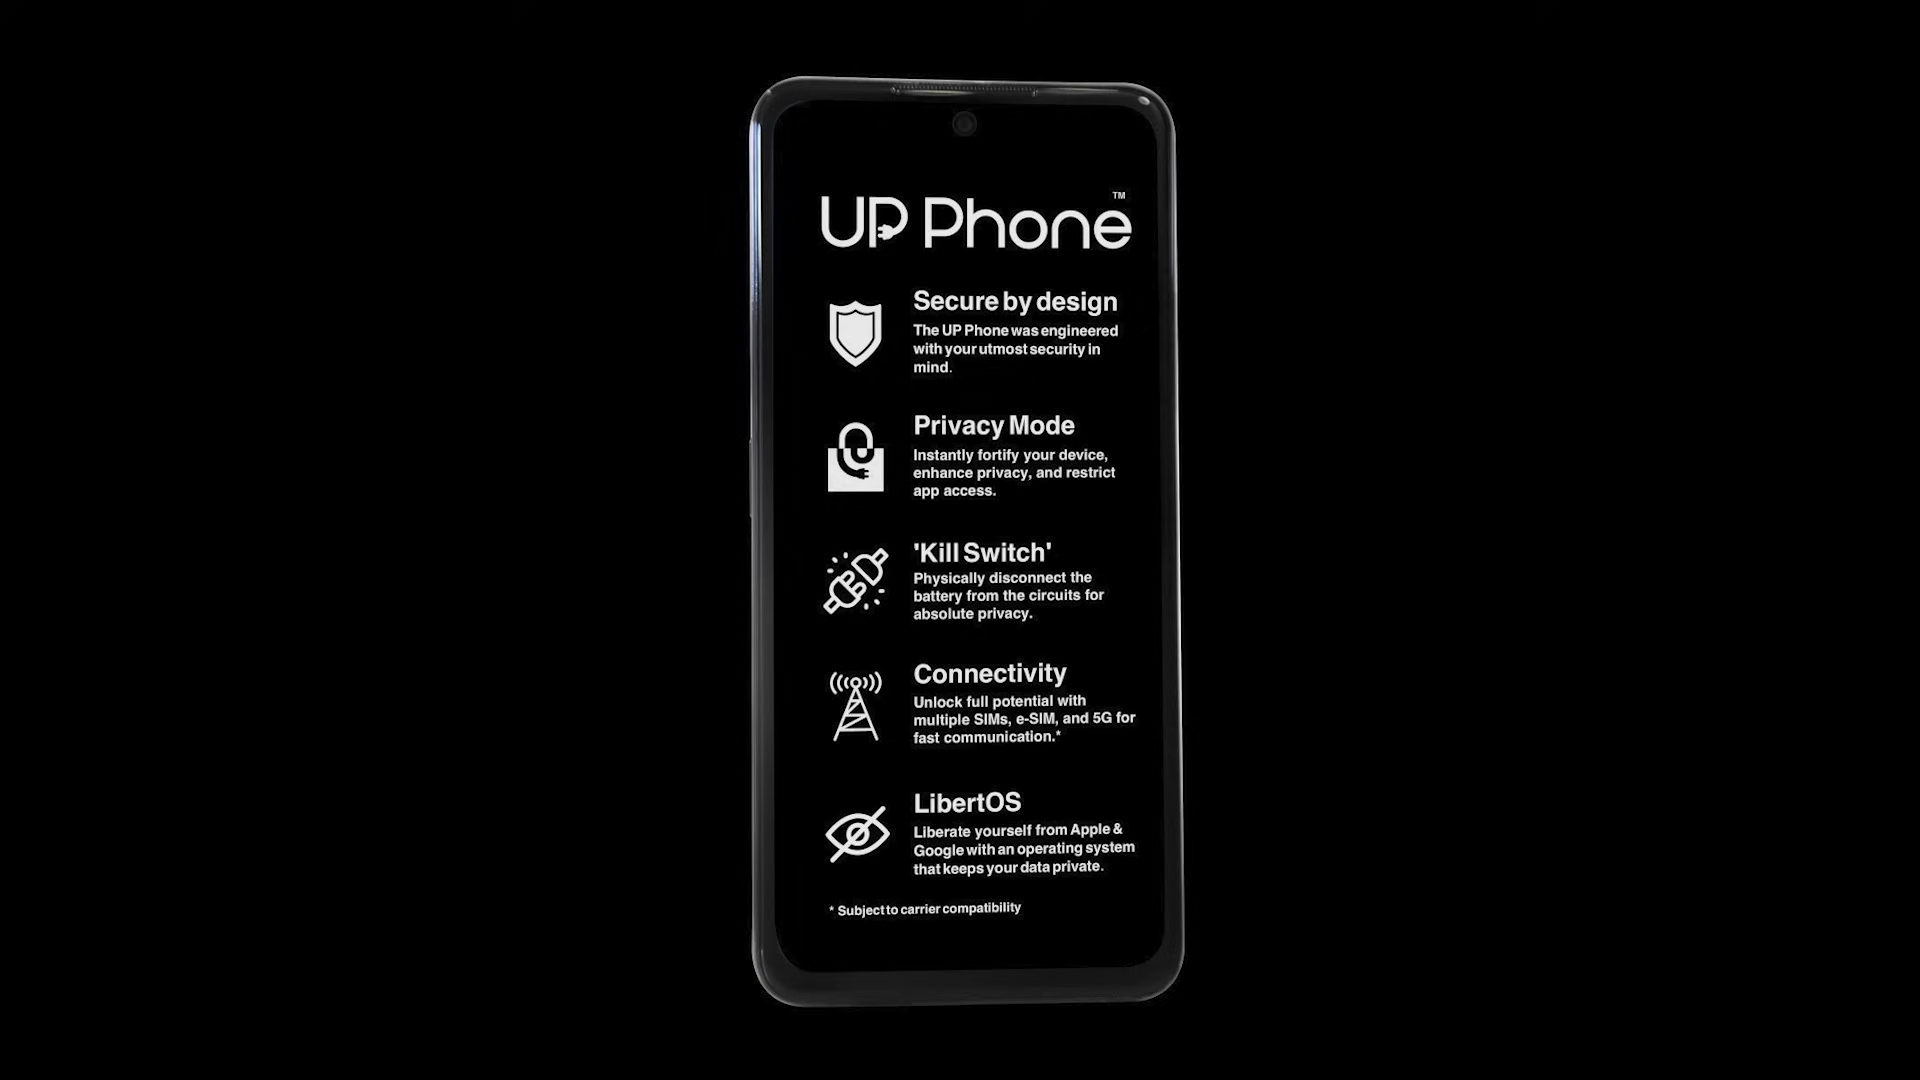 UP Phone™
Secure by design
The UP Phone was engineered
with your utmost security in
mind.
Privacy Mode
Instantly fortify your device,
enhance privacy, and restrict
app access.
'Kill Switch'
Physically disconnect the
battery from the circuits for
absolute privacy.
Connectivity
Unlock full potential with
multiple SIMs, e-SIM, and 5G for
fast communication.*
LibertOS
Liberate yourself from Apple &
Google with an operating system
that keeps your data private.
* Subject to carrier compatibility